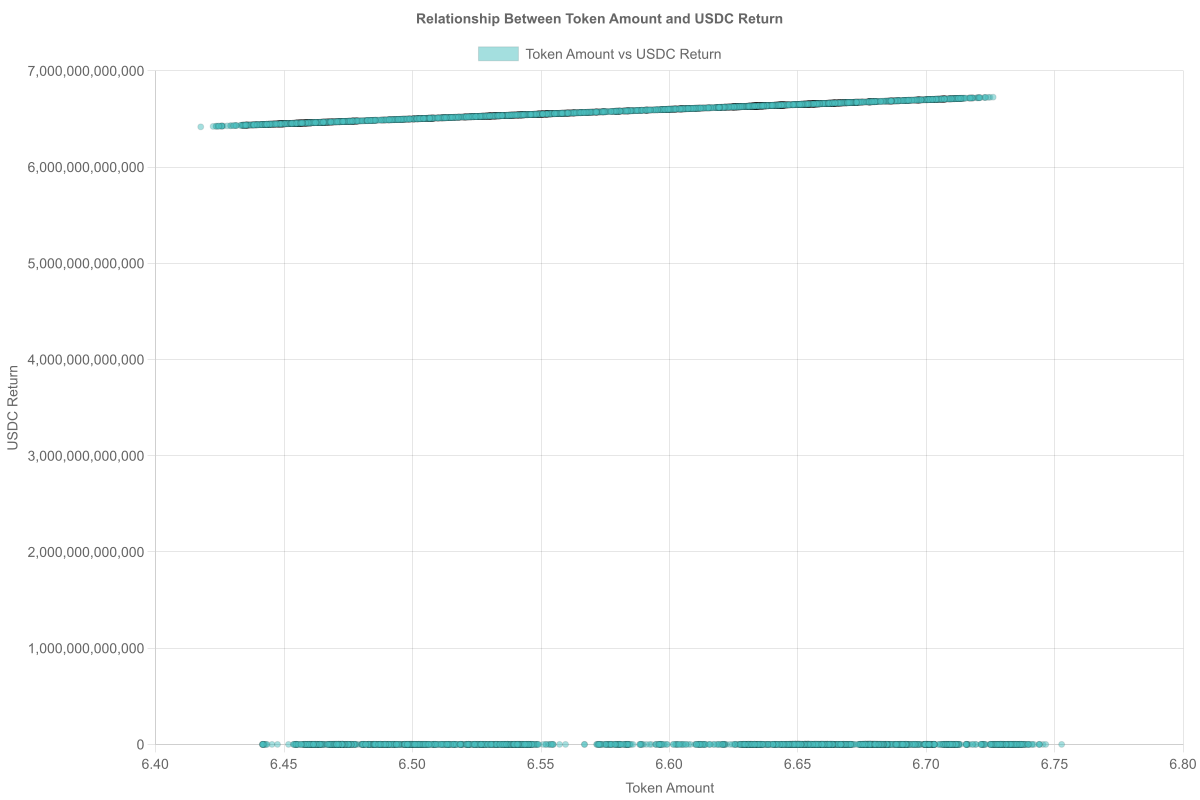 Relationship Between Token Amount and USDC Return
Token Amount vs USDC Return
7,000,000,000,000
6,000,000,000,000
5,000,000,000,000
4,000,000,000,000
3,000,000,000,000
2,000,000,000,000
1,000,000,000,000
0
USDC Return
6.40 6.45 6.50 6.55 6.60 6.65 6.70 6.75 6.80
Token Amount